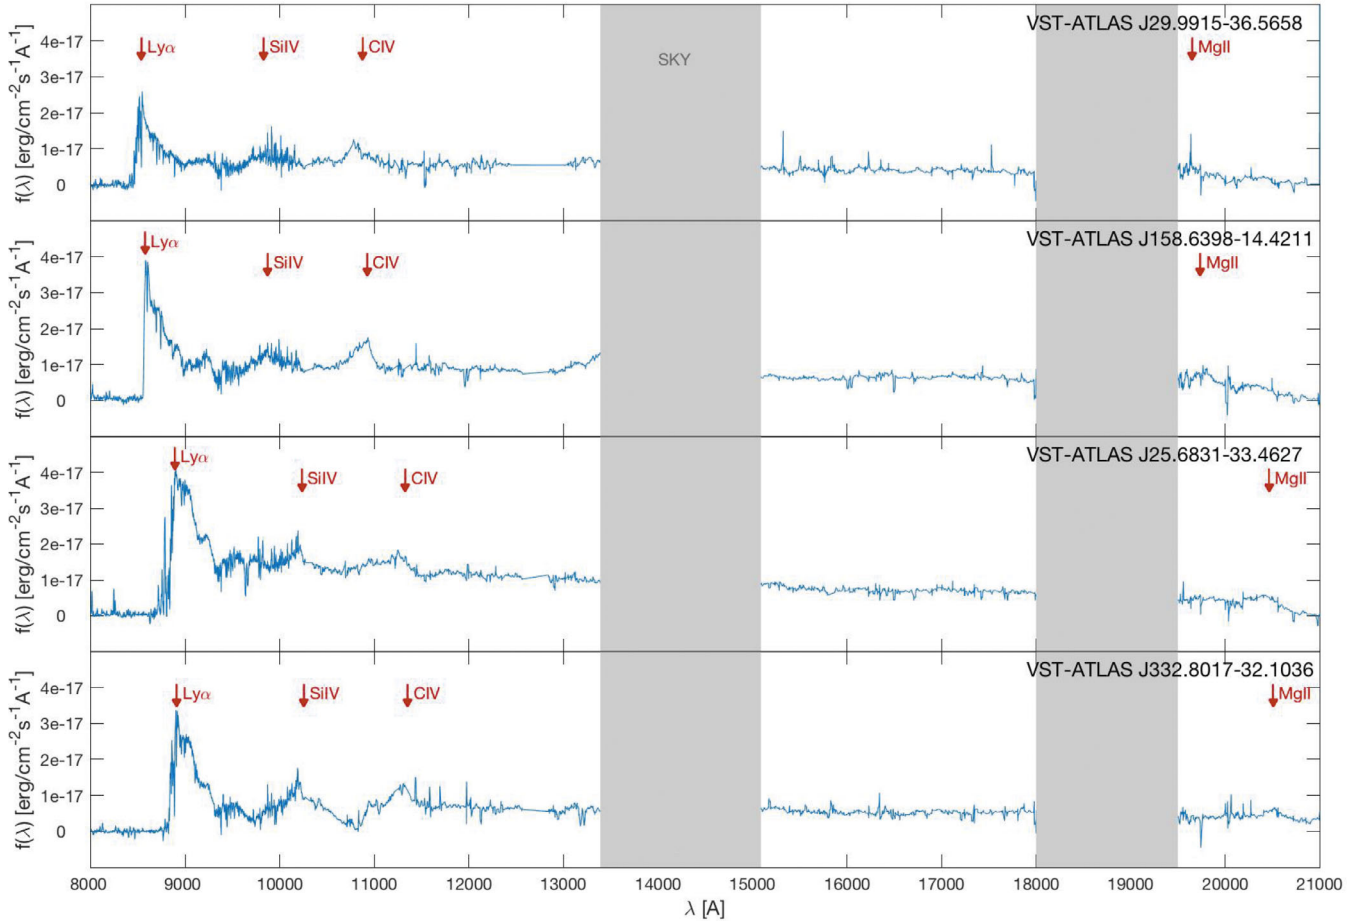 VST-ATLAS J29.9915-36.5658
4e-17
Lyα
SiIV
CIV
SKY
MgII
3e-17
2e-17
1e-17
0
f(λ) [erg/cm⁻²s⁻¹A⁻¹]
VST-ATLAS J158.6398-14.4211
Lyα
4e-17
SiIV
CIV
MgII
3e-17
2e-17
1e-17
0
f(λ) [erg/cm⁻²s⁻¹A⁻¹]
VST-ATLAS J25.6831-33.4627
Lyα
4e-17
SiIV
CIV
MgII
3e-17
2e-17
1e-17
0
f(λ) [erg/cm⁻²s⁻¹A⁻¹]
VST-ATLAS J332.8017-32.1036
4e-17
Lyα
SiIV
CIV
MgII
3e-17
2e-17
1e-17
0
f(λ) [erg/cm⁻²s⁻¹A⁻¹]
8000 9000 10000 11000 12000 13000 14000 15000 16000 17000 18000 19000 20000 21000
λ [A]